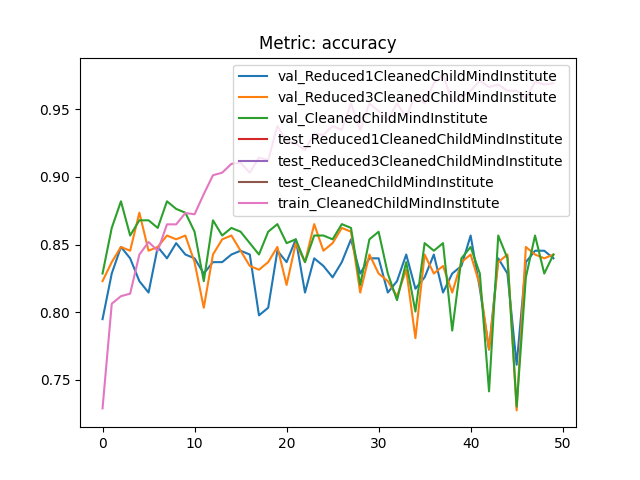 Metric: accuracy
val_Reduced1CleanedChildMindInstitute
val_Reduced3CleanedChildMindInstitute
val_CleanedChildMindInstitute
test_Reduced1CleanedChildMindInstitute
test_Reduced3CleanedChildMindInstitute
test_CleanedChildMindInstitute
train_CleanedChildMindInstitute
0.95
0.90
0.85
0.80
0.75
0 10 20 30 40 50